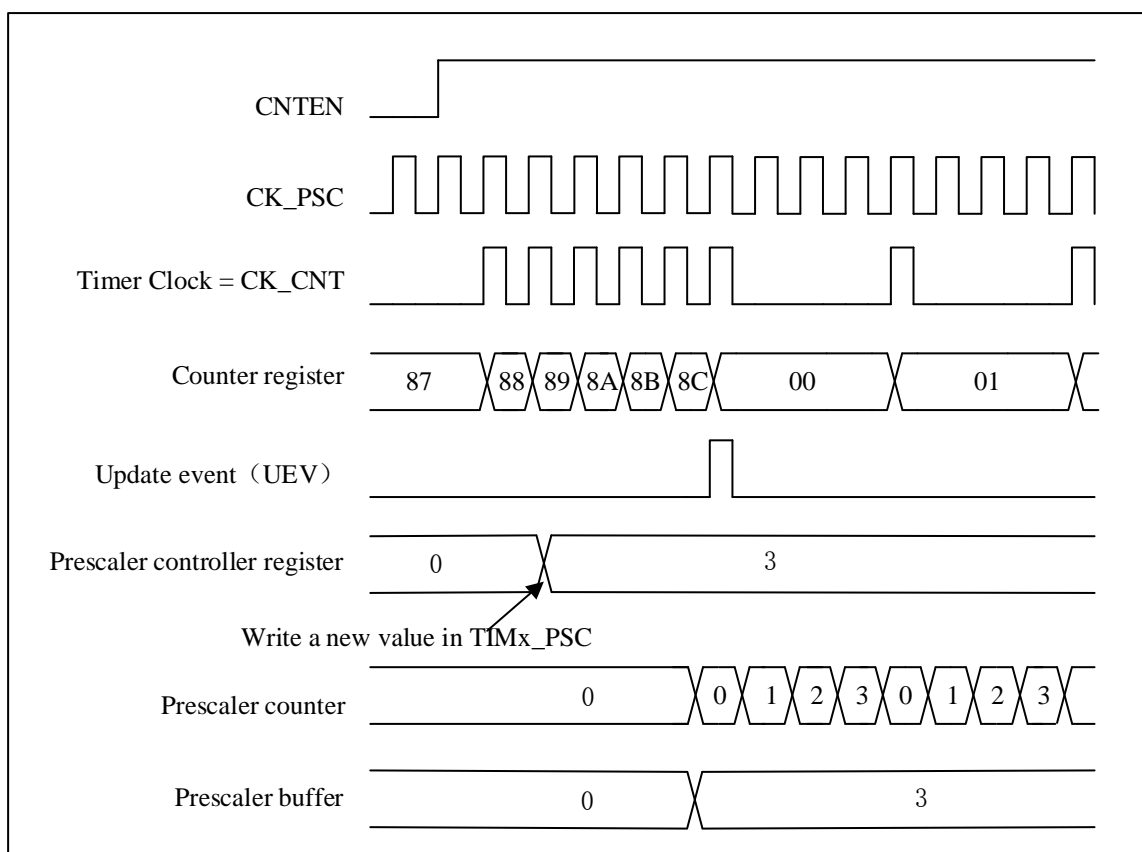 CNTEN
CK_PSC
Timer Clock = CK_CNT
Counter register
87 88 89 8A 8B 8C 00 01
Update event（UEV）
Prescaler controller register
0 3
Write a new value in TIMx_PSC
Prescaler counter
0 0 1 2 3 0 1 2 3
Prescaler buffer
0 3